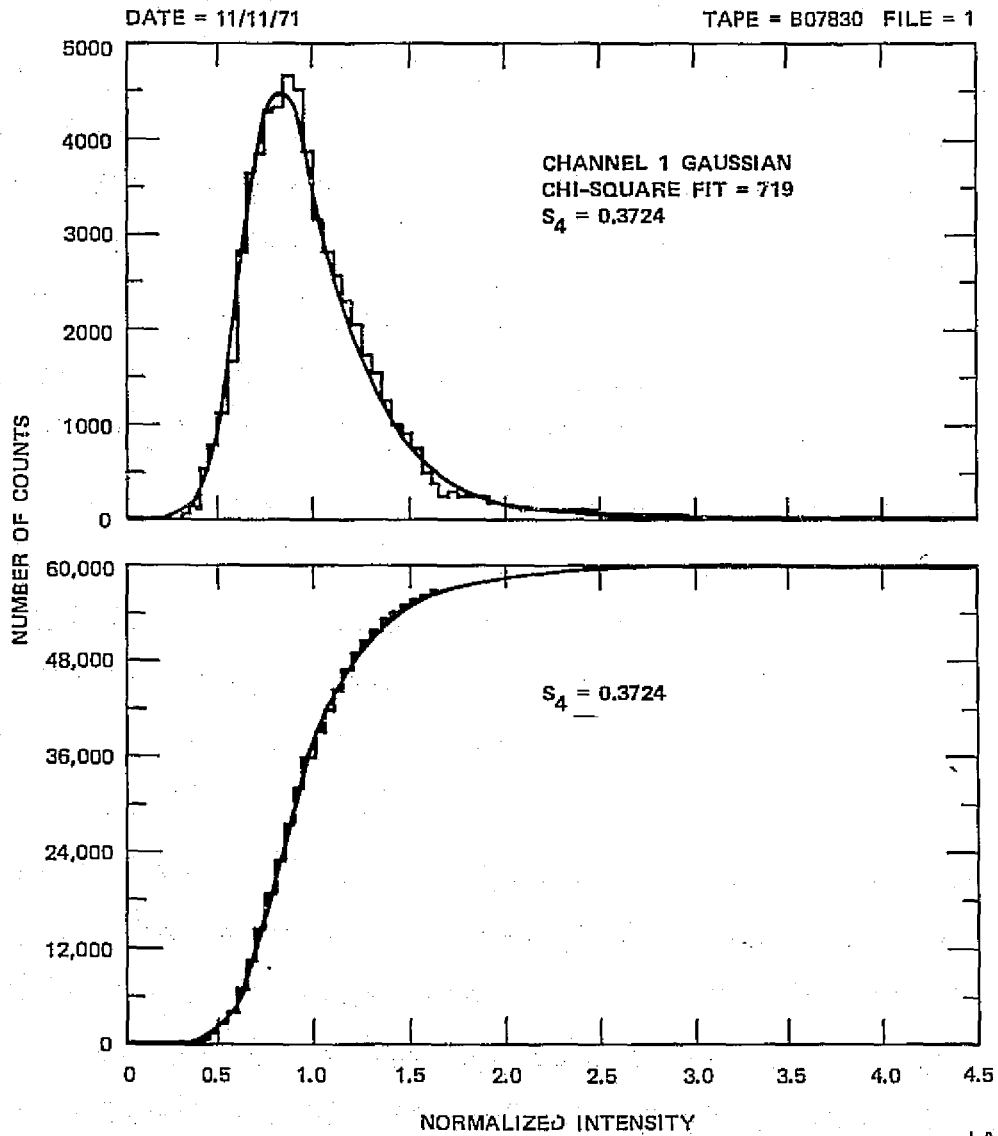 DATE = 11/11/71 TAPE = B07830 FILE = 1
5000
4000
3000
2000
1000
0
CHANNEL 1 GAUSSIAN
CHI-SQUARE FIT = 719
S4 = 0.3724
NUMBER OF COUNTS
60,000
48,000
36,000
24,000
12,000
0
S4 = 0.3724
0 0.5 1.0 1.5 2.0 2.5 3.0 3.5 4.0 4.5
NORMALIZED INTENSITY